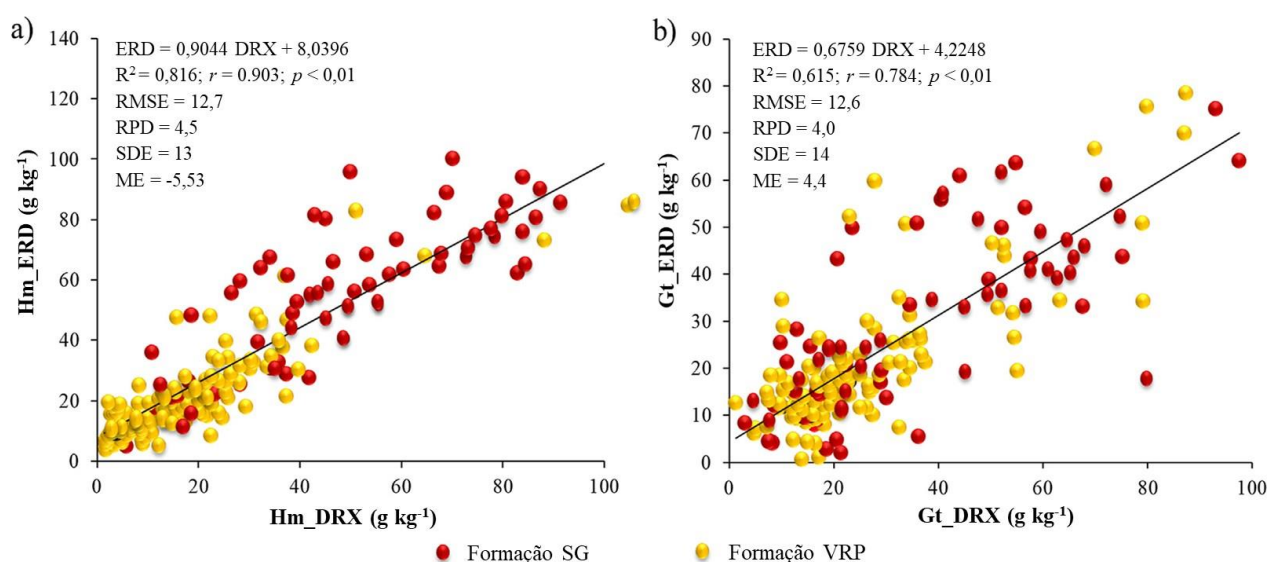 a)
ERD = 0,9044 DRX + 8,0396
R² = 0,816; r = 0.903; p < 0,01
RMSE = 12,7
RPD = 4,5
SDE = 13
ME = -5,53
140
120
100
80
60
40
20
0
Hm_ERD (g kg⁻¹)
0 20 40 60 80 100
Hm_DRX (g kg⁻¹)
b)
ERD = 0,6759 DRX + 4,2248
R² = 0,615; r = 0.784; p < 0,01
RMSE = 12,6
RPD = 4,0
SDE = 14
ME = 4,4
90
80
70
60
50
40
30
20
10
0
Gt_ERD (g kg⁻¹)
0 20 40 60 80 100
Gt_DRX (g kg⁻¹)
Formação SG Formação VRP